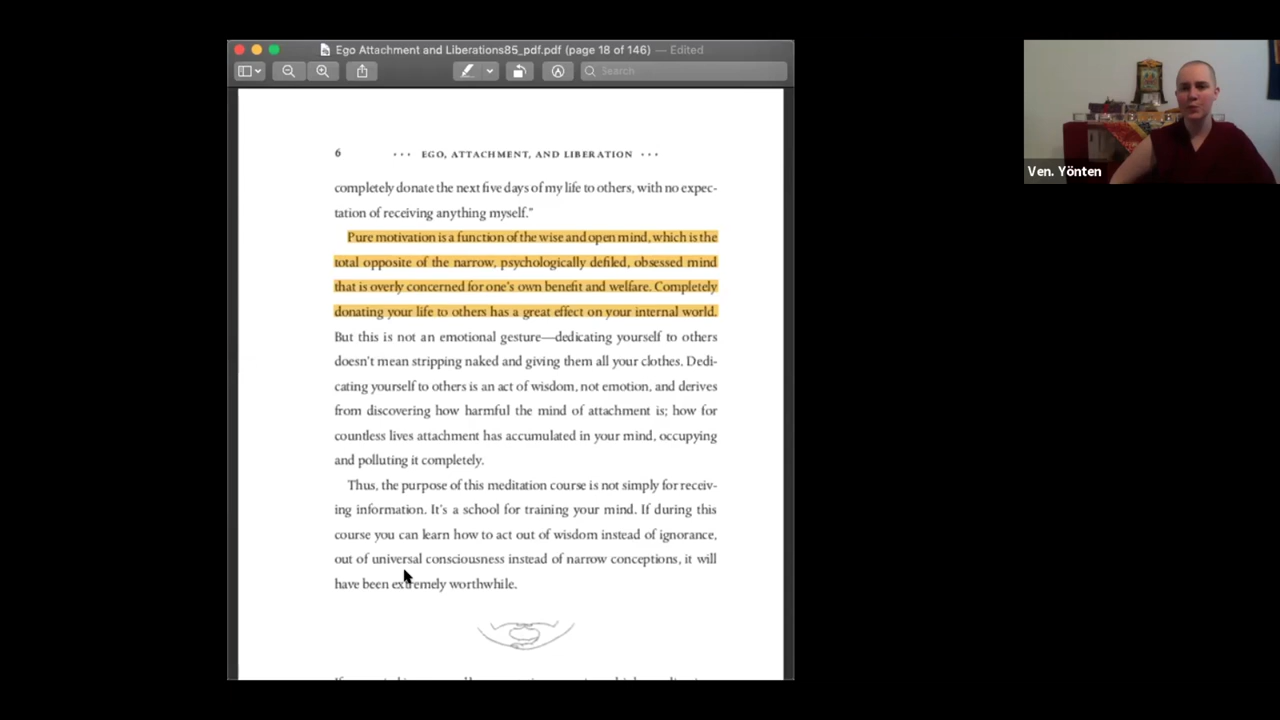 Ego Attachment and Liberations85_pdf.pdf (page 18 of 146) — Edited
Search
6 ••• EGO, ATTACHMENT, AND LIBERATION •••
completely donate the next five days of my life to others, with no expec-
tation of receiving anything myself."
Pure motivation is a function of the wise and open mind, which is the
total opposite of the narrow, psychologically defiled, obsessed mind
that is overly concerned for one's own benefit and welfare. Completely
donating your life to others has a great effect on your internal world.
But this is not an emotional gesture—dedicating yourself to others
doesn't mean stripping naked and giving them all your clothes. Dedi-
cating yourself to others is an act of wisdom, not emotion, and derives
from discovering how harmful the mind of attachment is; how for
countless lives attachment has accumulated in your mind, occupying
and polluting it completely.
Thus, the purpose of this meditation course is not simply for receiv-
ing information. It's a school for training your mind. If during this
course you can learn how to act out of wisdom instead of ignorance,
out of universal consciousness instead of narrow conceptions, it will
have been extremely worthwhile.
Ven. Yönten